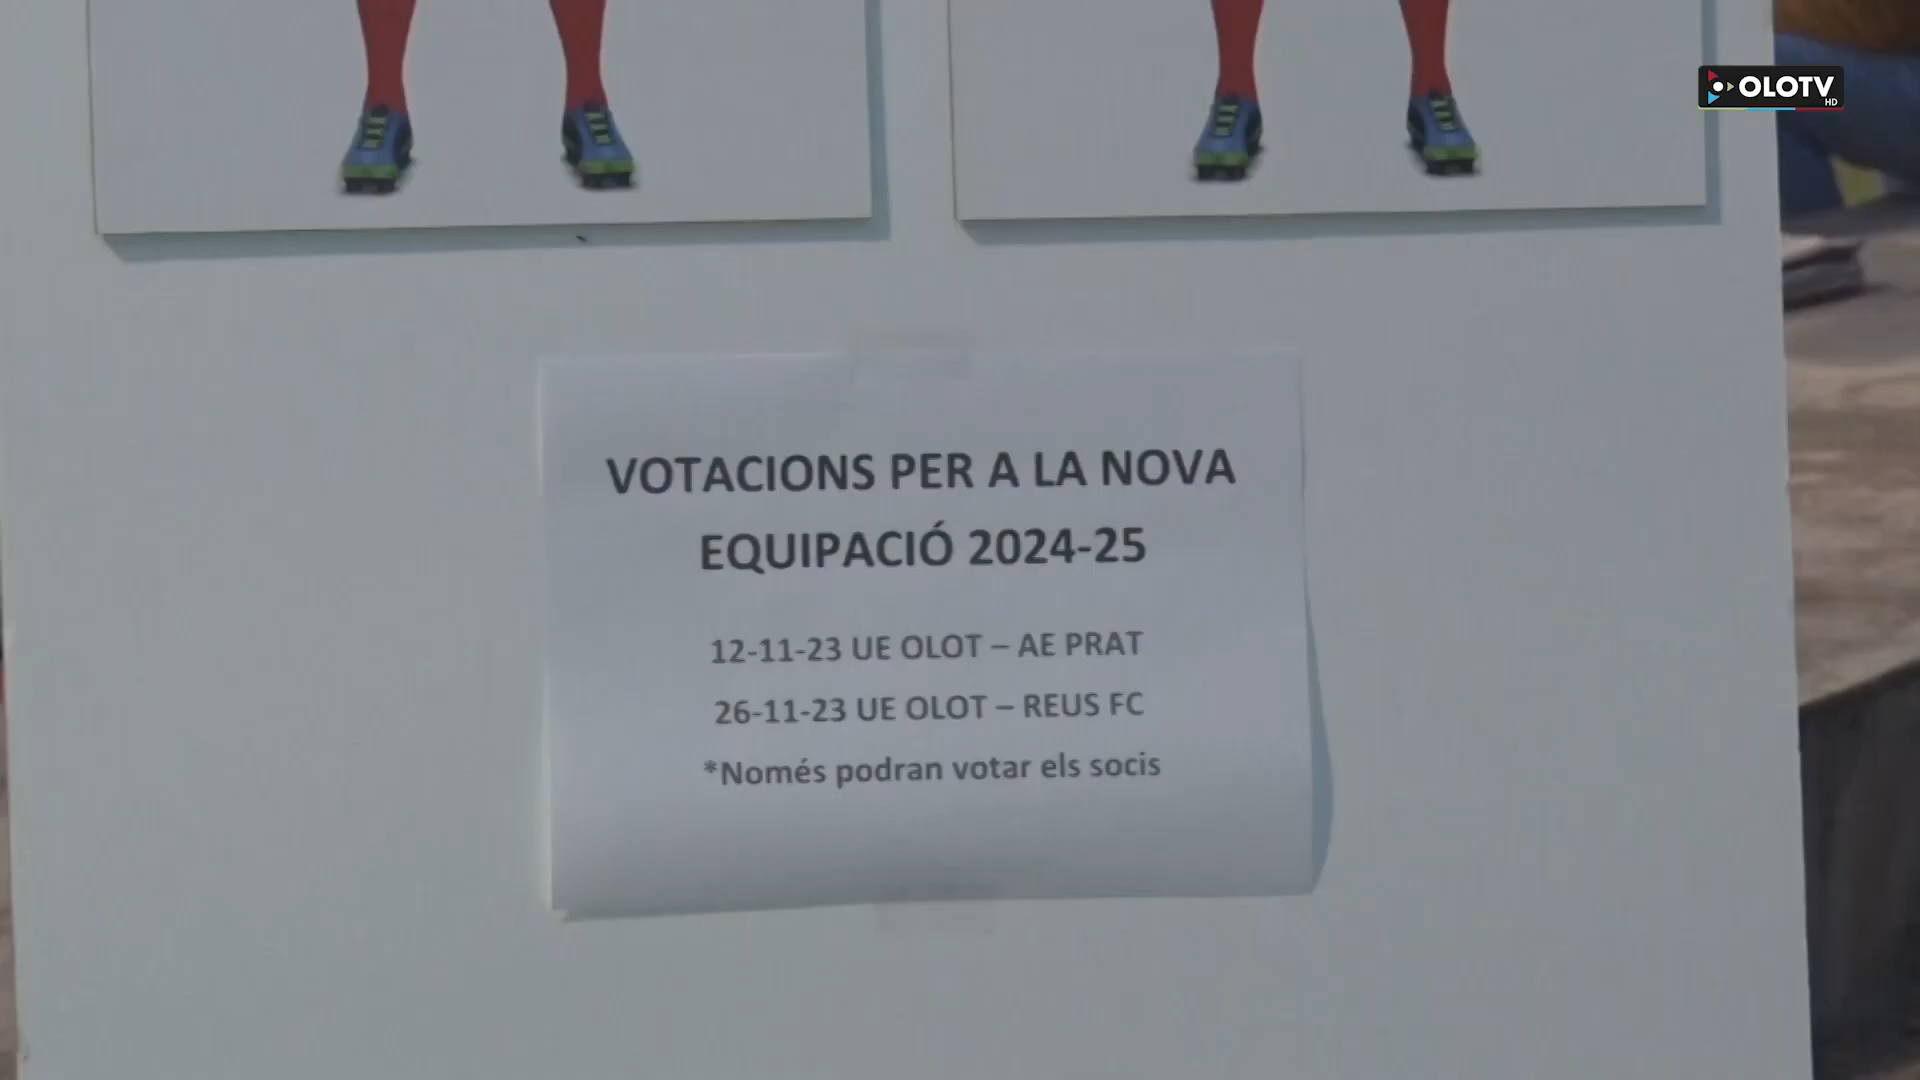 OLOTV
HD
VOTACIONS PER A LA NOVA
EQUIPACIÓ 2024-25
12-11-23 UE OLOT – AE PRAT
26-11-23 UE OLOT – REUS FC
*Només podran votar els socis